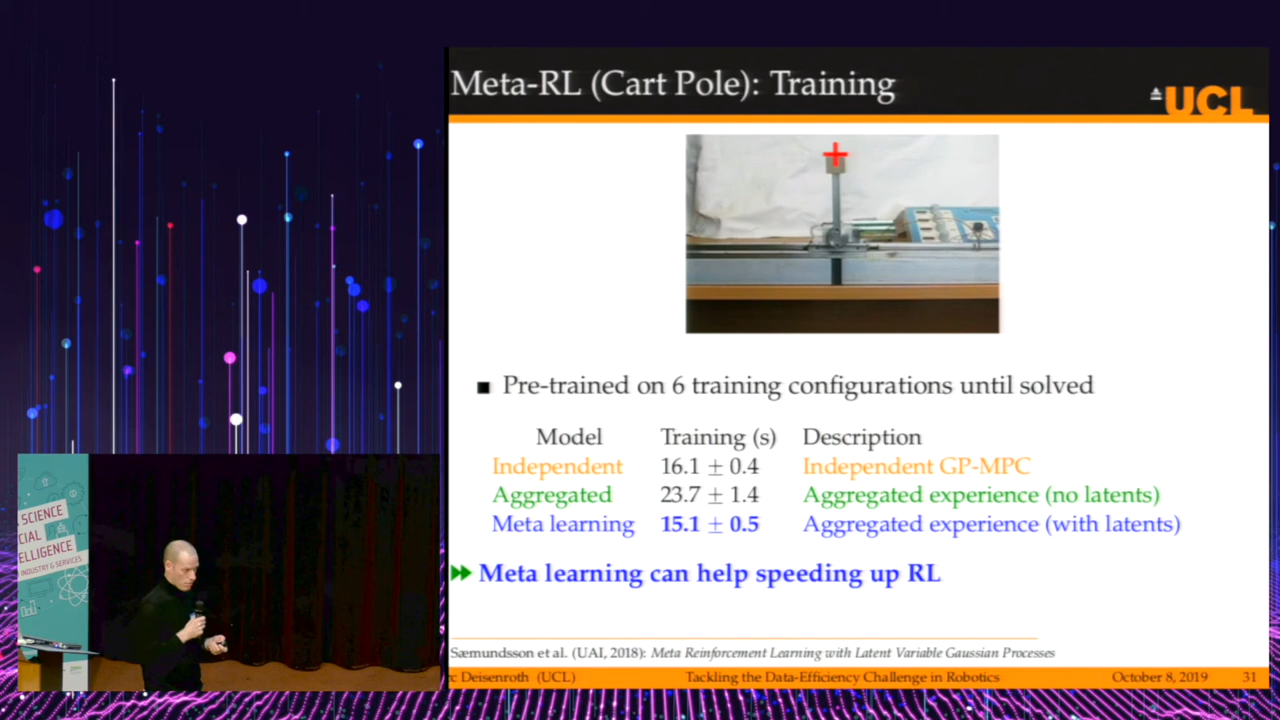 Meta-RL (Cart Pole): Training
UCL
Pre-trained on 6 training configurations until solved
Model Training (s) Description
Independent 16.1 ± 0.4 Independent GP-MPC
Aggregated 23.7 ± 1.4 Aggregated experience (no latents)
Meta learning 15.1 ± 0.5 Aggregated experience (with latents)
Meta learning can help speeding up RL
Sæmundsson et al. (UAI, 2018): Meta Reinforcement Learning with Latent Variable Gaussian Processes
c Deisenroth (UCL) Tackling the Data-Efficiency Challenge in Robotics October 8, 2019 31
SCIENCE
CIAL
ELLIGENCE
INDUSTRY & SERVICES